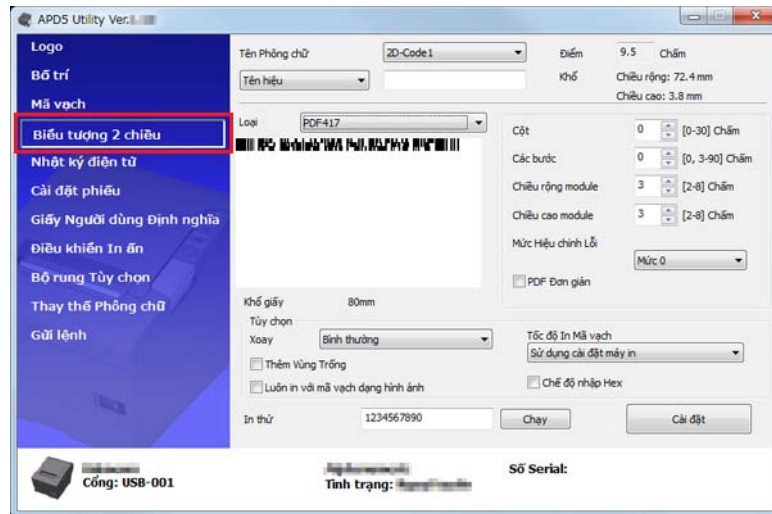 APD5 Utility Ver.
Logo
Bố trí
Mã vạch
Biểu tượng 2 chiều
Nhật ký điện tử
Cài đặt phiếu
Giấy Người dùng Định nghĩa
Điều khiển In ấn
Bộ rung Tùy chọn
Thay thế Phông chữ
Gửi lệnh
Tên Phông chữ 2D-Code1 Điểm 9.5 Chấm
Tên hiệu Khổ Chiều rộng: 72.4 mm
Chiều cao: 3.8 mm
Loại PDF417
Cột 0 [0-30] Chấm
Các bước 0 [0, 3-90] Chấm
Chiều rộng module 3 [2-8] Chấm
Chiều cao module 3 [2-8] Chấm
Mức Hiệu chỉnh Lỗi
Mức 0
PDF Đơn giản
Khổ giấy 80mm
Tùy chọn
Xoay Bình thường
Thêm Vùng Trống
Luôn in với mã vạch dạng hình ảnh
Tốc độ In Mã vạch
Sử dụng cài đặt máy in
Chế độ nhập Hex
In thử 1234567890 Chạy Cài đặt
Cổng: USB-001
Tình trạng:
Số Serial: